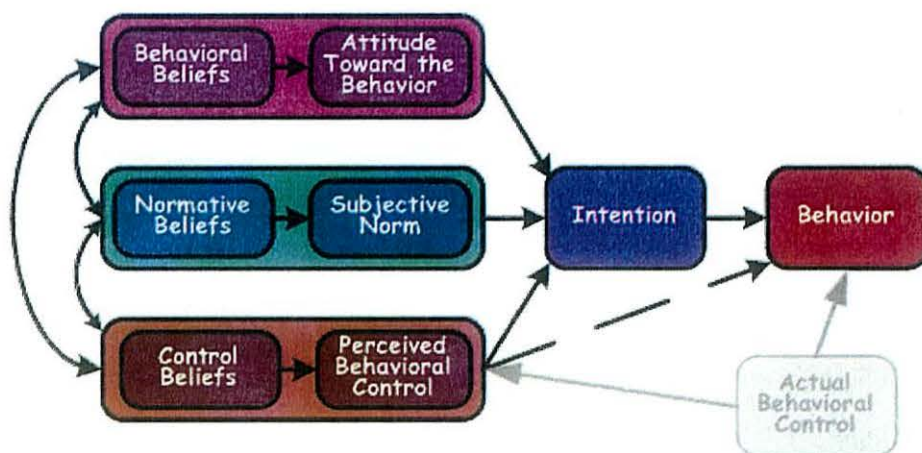 Behavioral
Beliefs
Attitude
Toward the
Behavior
Normative
Beliefs
Subjective
Norm
Intention
Behavior
Control
Beliefs
Perceived
Behavioral
Control
Actual
Behavioral
Control